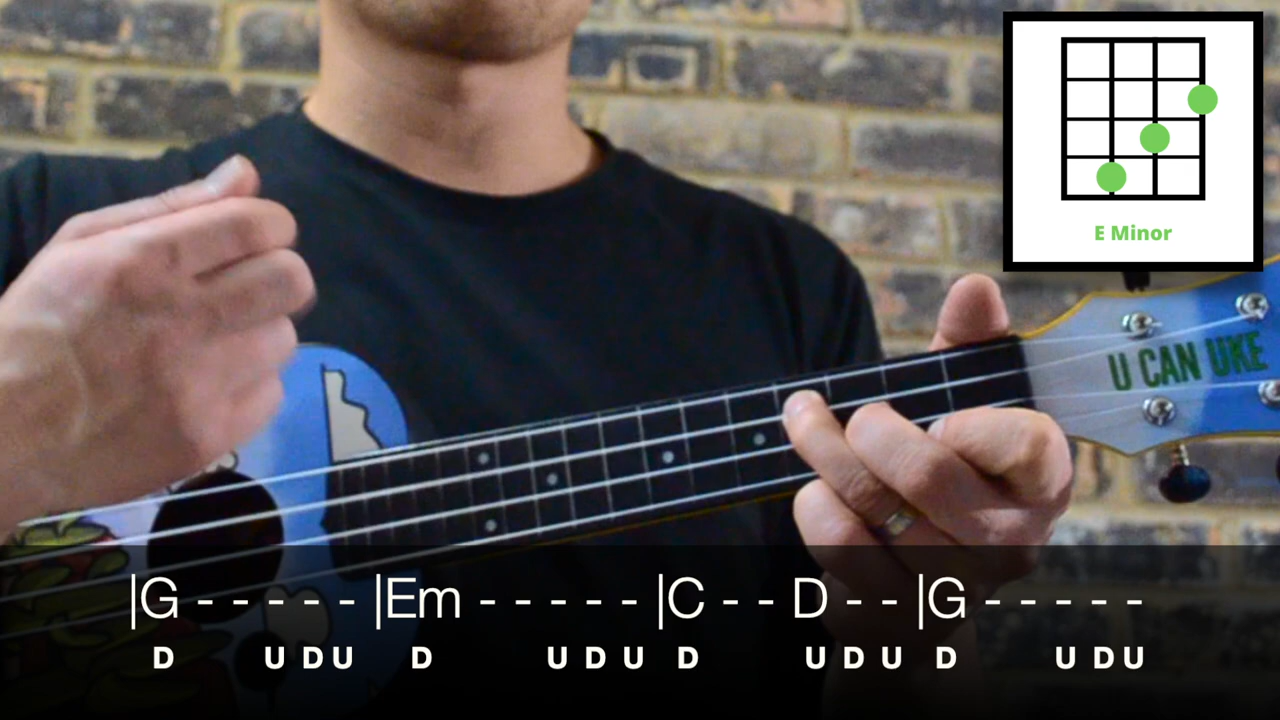 E Minor
U CAN UKE
|G - - - - - |Em - - - - - |C - - D - - |G - - - - -
D U D U D U D U D U D U D U D U